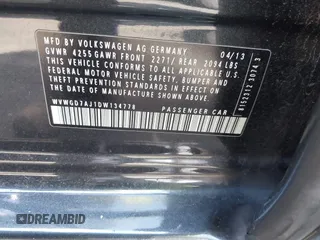 MFD BY VOLKSWAGEN AG GERMANY 04/13
GVWR 4255 GAWR FRONT 2271/ REAR 2094 LBS
THIS VEHICLE CONFORMS TO ALL APPLICABLE
FEDERAL MOTOR VEHICLE SAFETY, BUMPER,
AND THEFT PREVENTION STANDARDS IN EFFECT
ON THE DATE OF MANUFACTURE SHOWN ABOVE
WVWGD7AJ1DW134778
PASSENGER CAR
DREAMBID